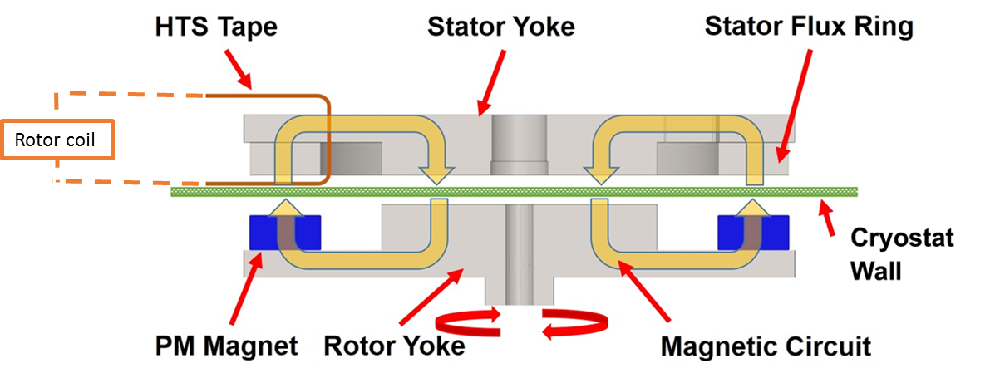 HTS Tape
Stator Yoke
Stator Flux Ring
Rotor coil
Cryostat
Wall
PM Magnet
Rotor Yoke
Magnetic Circuit